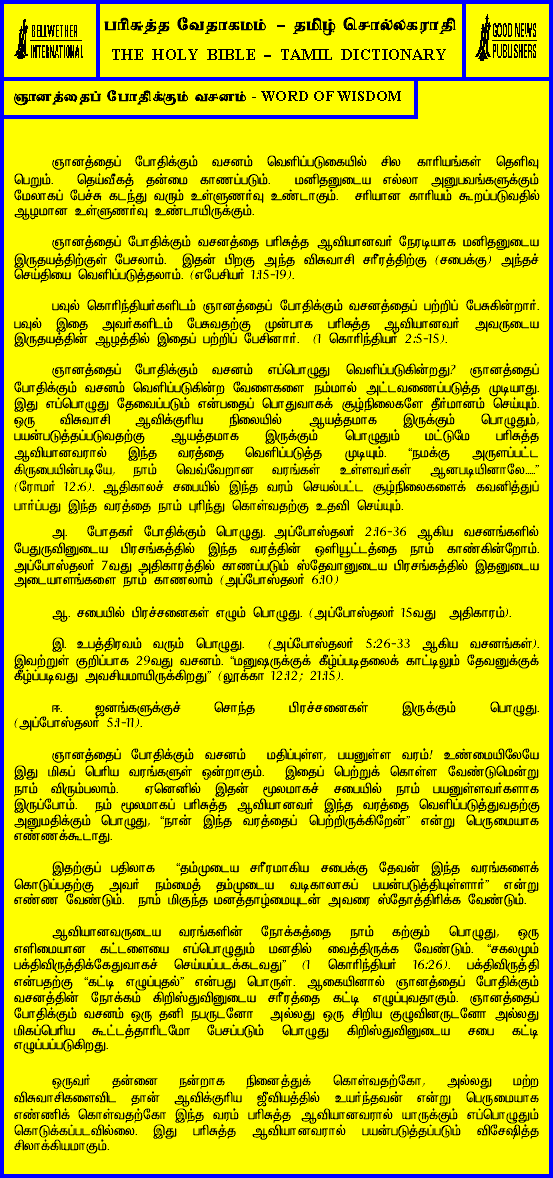 BELLWETHER
INTERNATIONAL
பரிசுத்த வேதாகமம் – தமிழ் சொல்லகராதி
THE HOLY BIBLE – TAMIL DICTIONARY
GOOD NEWS
PUBLISHERS
ஞானத்தைப் போதிக்கும் வசனம் - WORD OF WISDOM
ஞானத்தைப் போதிக்கும் வசனம் வெளிப்படுகையில் சில காரியங்கள் தெளிவு
பெறும். தெய்வீகத் தன்மை காணப்படும். மனிதனுடைய எல்லா அனுபவங்களுக்கும்
மேலாகப் பேச்சு கடந்து வரும் உள்ளுணர்வு உண்டாகும். சரியான காரியம் கூறப்படுவதில்
ஆழமான உள்ளுணர்வு உண்டாயிருக்கும்.
ஞானத்தைப் போதிக்கும் வசனத்தை பரிசுத்த ஆவியானவர் நேரடியாக மனிதனுடைய
இருதயத்திற்குள் பேசலாம். இதன் பிறகு அந்த விசுவாசி சரீரத்திற்கு (சபைக்கு) அந்தச்
செய்தியை வெளிப்படுத்தலாம். (எபேசியர் 1:15-19).
பவுல் கொரிந்தியர்களிடம் ஞானத்தைப் போதிக்கும் வசனத்தைப் பற்றிப் பேசுகின்றார்.
பவுல் இதை அவர்களிடம் பேசுவதற்கு முன்பாக பரிசுத்த ஆவியானவர் அவருடைய
இருதயத்தின் ஆழத்தில் இதைப் பற்றிப் பேசினார். (1 கொரிந்தியர் 2:5-15).
ஞானத்தைப் போதிக்கும் வசனம் எப்பொழுது வெளிப்படுகின்றது? ஞானத்தைப்
போதிக்கும் வசனம் வெளிப்படுகின்ற வேளைகளை நம்மால் அட்டவணைப்படுத்த முடியாது.
இது எப்பொழுது தேவைப்படும் என்பதைப் பொதுவாகக் சூழ்நிலைகளே தீர்மானம் செய்யும்.
ஒரு விசுவாசி ஆவிக்குரிய நிலையில் ஆயத்தமாக இருக்கும் பொழுதும்,
பயன்படுத்தப்படுவதற்கு ஆயத்தமாக இருக்கும் பொழுதும் மட்டுமே பரிசுத்த
ஆவியானவரால் இந்த வரத்தை வெளிப்படுத்த முடியும். “நமக்கு அருளப்பட்ட
கிருபையின்படியே, நாம் வெவ்வேறான வரங்கள் உள்ளவர்கள் ஆனபடியினாலே.....”
(ரோமர் 12:6). ஆதிகாலச் சபையில் இந்த வரம் செயல்பட்ட சூழ்நிலைகளைக் கவனித்துப்
பார்ப்பது இந்த வரத்தை நாம் புரிந்து கொள்வதற்கு உதவி செய்யும்.
அ. போதகர் போதிக்கும் பொழுது. அப்போஸ்தலர் 2:16-36 ஆகிய வசனங்களில்
பேதுருவினுடைய பிரசங்கத்தில் இந்த வரத்தின் ஒளியூட்டத்தை நாம் காண்கின்றோம்.
அப்போஸ்தலர் 7வது அதிகாரத்தில் காணப்படும் ஸ்தேவானுடைய பிரசங்கத்தில் இதனுடைய
அடையாளங்களை நாம் காணலாம் (அப்போஸ்தலர் 6:10)
ஆ. சபையில் பிரச்சனைகள் எழும் பொழுது. (அப்போஸ்தலர் 15வது அதிகாரம்).
இ. உபத்திரவம் வரும் பொழுது. (அப்போஸ்தலர் 5:26-33 ஆகிய வசனங்கள்).
இவற்றுள் குறிப்பாக 29வது வசனம். “மனுஷருக்குக் கீழ்ப்படிதலைக் காட்டிலும் தேவனுக்குக்
கீழ்ப்படிவது அவசியமாயிருக்கிறது” (லூக்கா 12:12; 21:15).
ஈ. ஜனங்களுக்குச் சொந்த பிரச்சனைகள் இருக்கும் பொழுது.
(அப்போஸ்தலர் 5:1-11).
ஞானத்தைப் போதிக்கும் வசனம் மதிப்புள்ள, பயனுள்ள வரம்! உண்மையிலேயே
இது மிகப் பெரிய வரங்களுள் ஒன்றாகும். இதைப் பெற்றுக் கொள்ள வேண்டுமென்று
நாம் விரும்பலாம். ஏனெனில் இதன் மூலமாகச் சபையில் நாம் பயனுள்ளவர்களாக
இருப்போம். நம் மூலமாகப் பரிசுத்த ஆவியானவர் இந்த வரத்தை வெளிப்படுத்துவதற்கு
அனுமதிக்கும் பொழுது, “நான் இந்த வரத்தைப் பெற்றிருக்கிறேன்” என்று பெருமையாக
எண்ணக்கூடாது.
இதற்குப் பதிலாக “தம்முடைய சரீரமாகிய சபைக்கு தேவன் இந்த வரங்களைக்
கொடுப்பதற்கு அவர் நம்மைத் தம்முடைய வடிகாலாகப் பயன்படுத்தியுள்ளார்” என்று
எண்ண வேண்டும். நாம் மிகுந்த மனத்தாழ்மையுடன் அவரை ஸ்தோத்திரிக்க வேண்டும்.
ஆவியானவருடைய வரங்களின் நோக்கத்தை நாம் கற்கும் பொழுது, ஒரு
எளிமையான கட்டளையை எப்பொழுதும் மனதில் வைத்திருக்க வேண்டும். “சகலமும்
பக்திவிருத்திக்கேதுவாகச் செய்யப்படக்கடவது” (1 கொரிந்தியர் 16:26). பக்திவிருத்தி
என்பதற்கு “கட்டி எழுப்புதல்” என்பது பொருள். ஆகையினால் ஞானத்தைப் போதிக்கும்
வசனத்தின் நோக்கம் கிறிஸ்துவினுடைய சரீரத்தை கட்டி எழுப்புவதாகும். ஞானத்தைப்
போதிக்கும் வசனம் ஒரு தனி நபருடனோ அல்லது ஒரு சிறிய குழுவினருடனோ அல்லது
மிகப்பெரிய கூட்டத்தாரிடமோ பேசப்படும் பொழுது கிறிஸ்துவினுடைய சபை கட்டி
எழுப்பப்படுகிறது.
ஒருவர் தன்னை நன்றாக நினைத்துக் கொள்வதற்கோ, அல்லது மற்ற
விசுவாசிகளைவிட தான் ஆவிக்குரிய ஜீவியத்தில் உயர்ந்தவன் என்று பெருமையாக
எண்ணிக் கொள்வதற்கோ இந்த வரம் பரிசுத்த ஆவியானவரால் யாருக்கும் எப்பொழுதும்
கொடுக்கப்படவில்லை. இது பரிசுத்த ஆவியானவரால் பயன்படுத்தப்படும் விசேஷித்த
சிலாக்கியமாகும்.